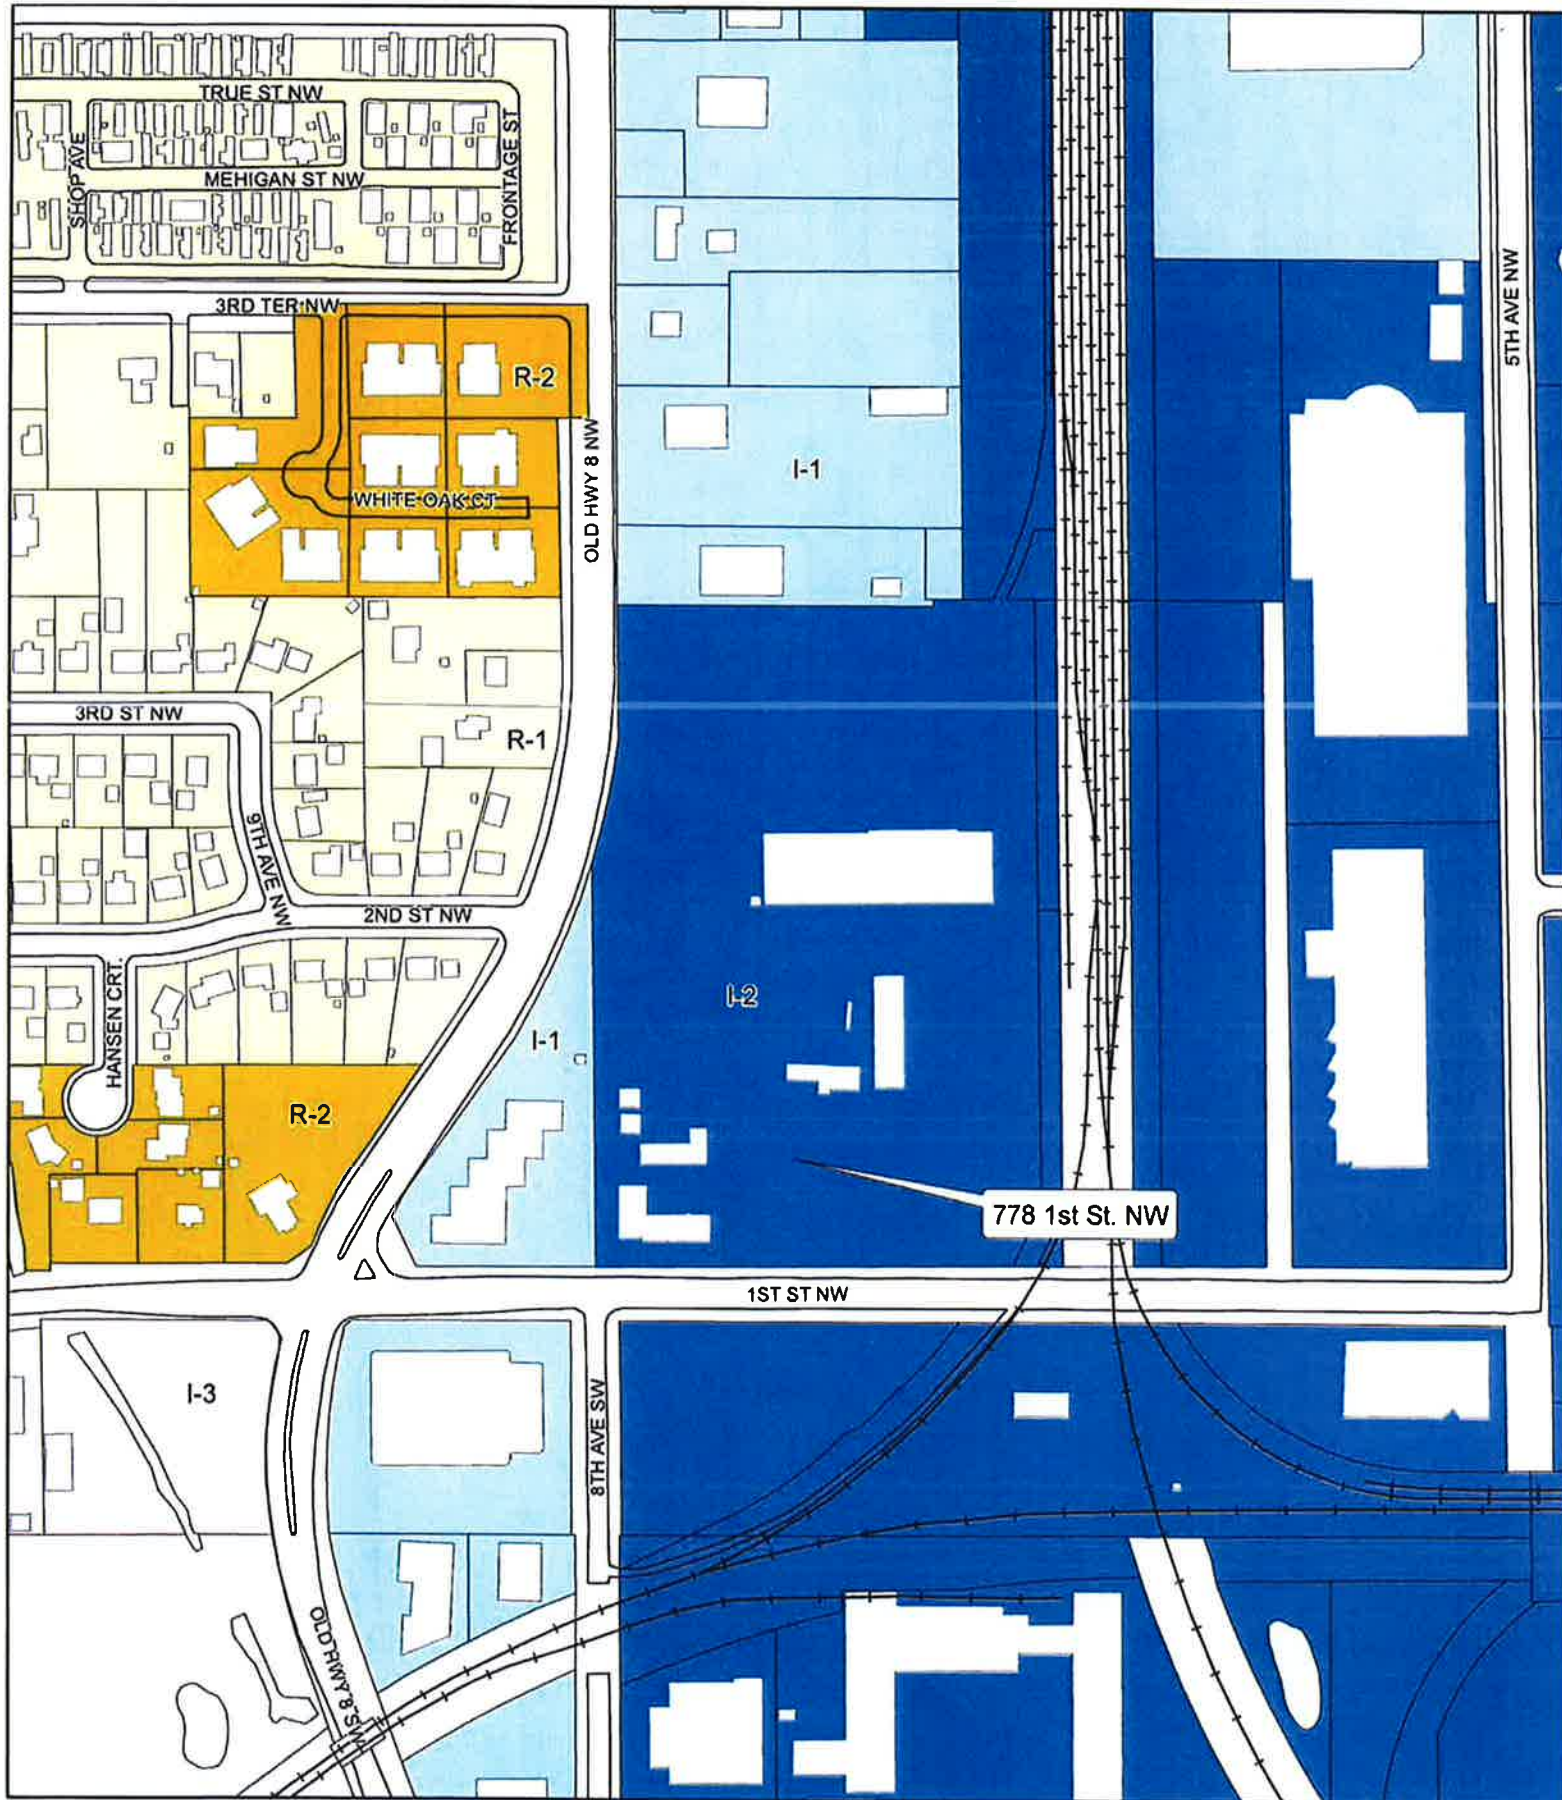 TRUE ST NW
SHOP AVE
MEHIGAN ST NW
FRONTAGE ST
3RD TER NW
R-2
OLD HWY 8 NW
5TH AVE NW
I-1
WHITE OAK CT
3RD ST NW
R-1
9TH AVE NW
2ND ST NW
HANSEN CRT.
I-2
I-1
R-2
778 1st St. NW
1ST ST NW
I-3
8TH AVE SW
OLD HWY 8 SW